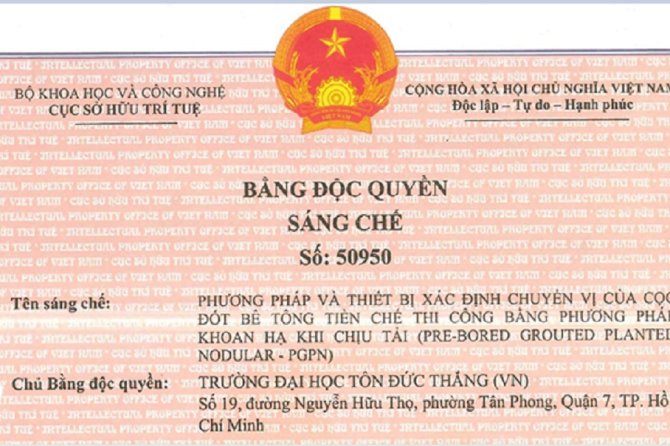 BỘ KHOA HỌC VÀ CÔNG NGHỆ
CỤC SỞ HỮU TRÍ TUỆ
CỘNG HÒA XÃ HỘI CHỦ NGHĨA VIỆT NAM
Độc lập – Tự do – Hạnh phúc
BẰNG ĐỘC QUYỀN
SÁNG CHẾ
Số: 50950
Tên sáng chế: PHƯƠNG PHÁP VÀ THIẾT BỊ XÁC ĐỊNH CHUYỂN VỊ CỦA CỌC
ĐỐT BÊ TÔNG TIỀN CHẾ THI CÔNG BẰNG PHƯƠNG PHÁP
KHOAN HẠ KHI CHỊU TẢI (PRE-BORED GROUTED PLANTED
NODULAR - PGPN)
Chủ Bằng độc quyền: TRƯỜNG ĐẠI HỌC TÔN ĐỨC THẮNG (VN)
Số 19, đường Nguyễn Hữu Thọ, phường Tân Phong, Quận 7, TP. Hồ
Chí Minh